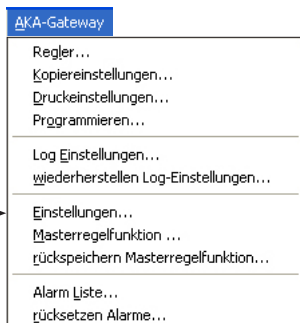 AKA-Gateway
Regler...
Kopiereinstellungen...
Druckeinstellungen...
Programmieren...
Log Einstellungen...
wiederherstellen Log-Einstellungen...
Einstellungen...
Masterregelfunktion ...
rückspeichern Masterregelfunktion...
Alarm Liste...
rücksetzen Alarme...